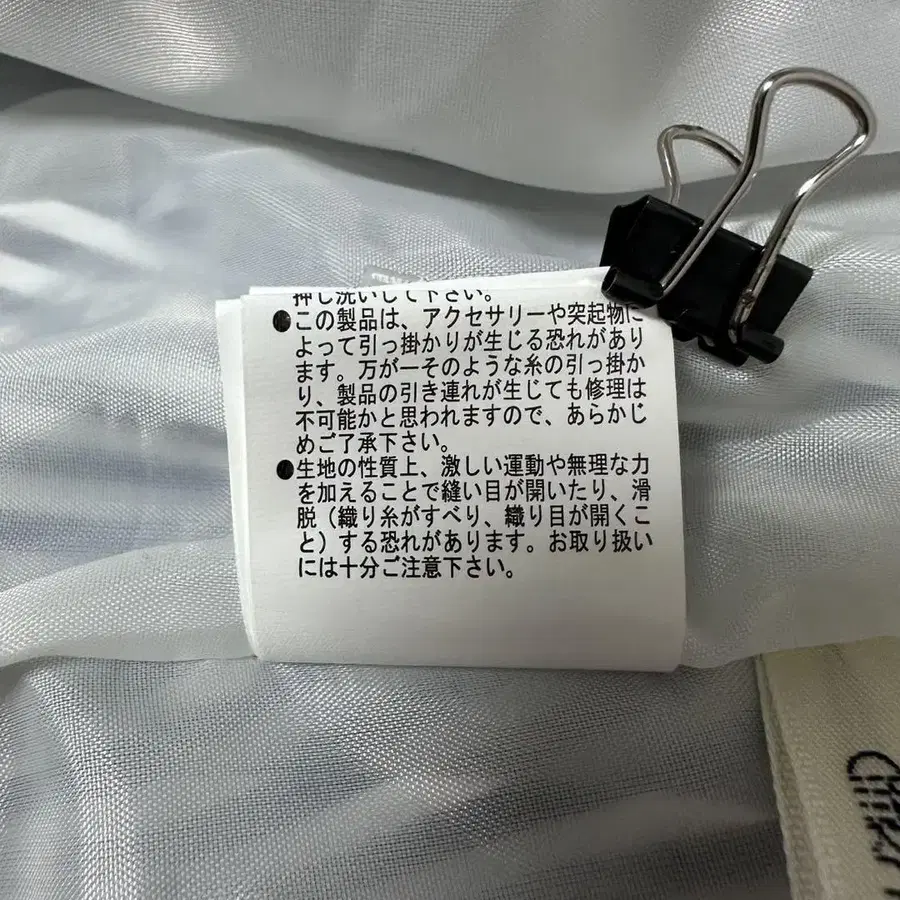 押し洗いして下さい。
●この製品は、アクセサリーや突起物に
よって引っ掛かりが生じる恐れがあり
ます。万が一そのような糸の引っ掛か
り、製品の引き連れが生じても修理は
不可能かと思われますので、あらかじ
めご了承下さい。
●生地の性質上、激しい運動や無理な力
を加えることで縫い目が開いたり、滑
脱（織り糸がすべり、織り目が開くこ
と）する恐れがあります。お取り扱い
には十分ご注意下さい。